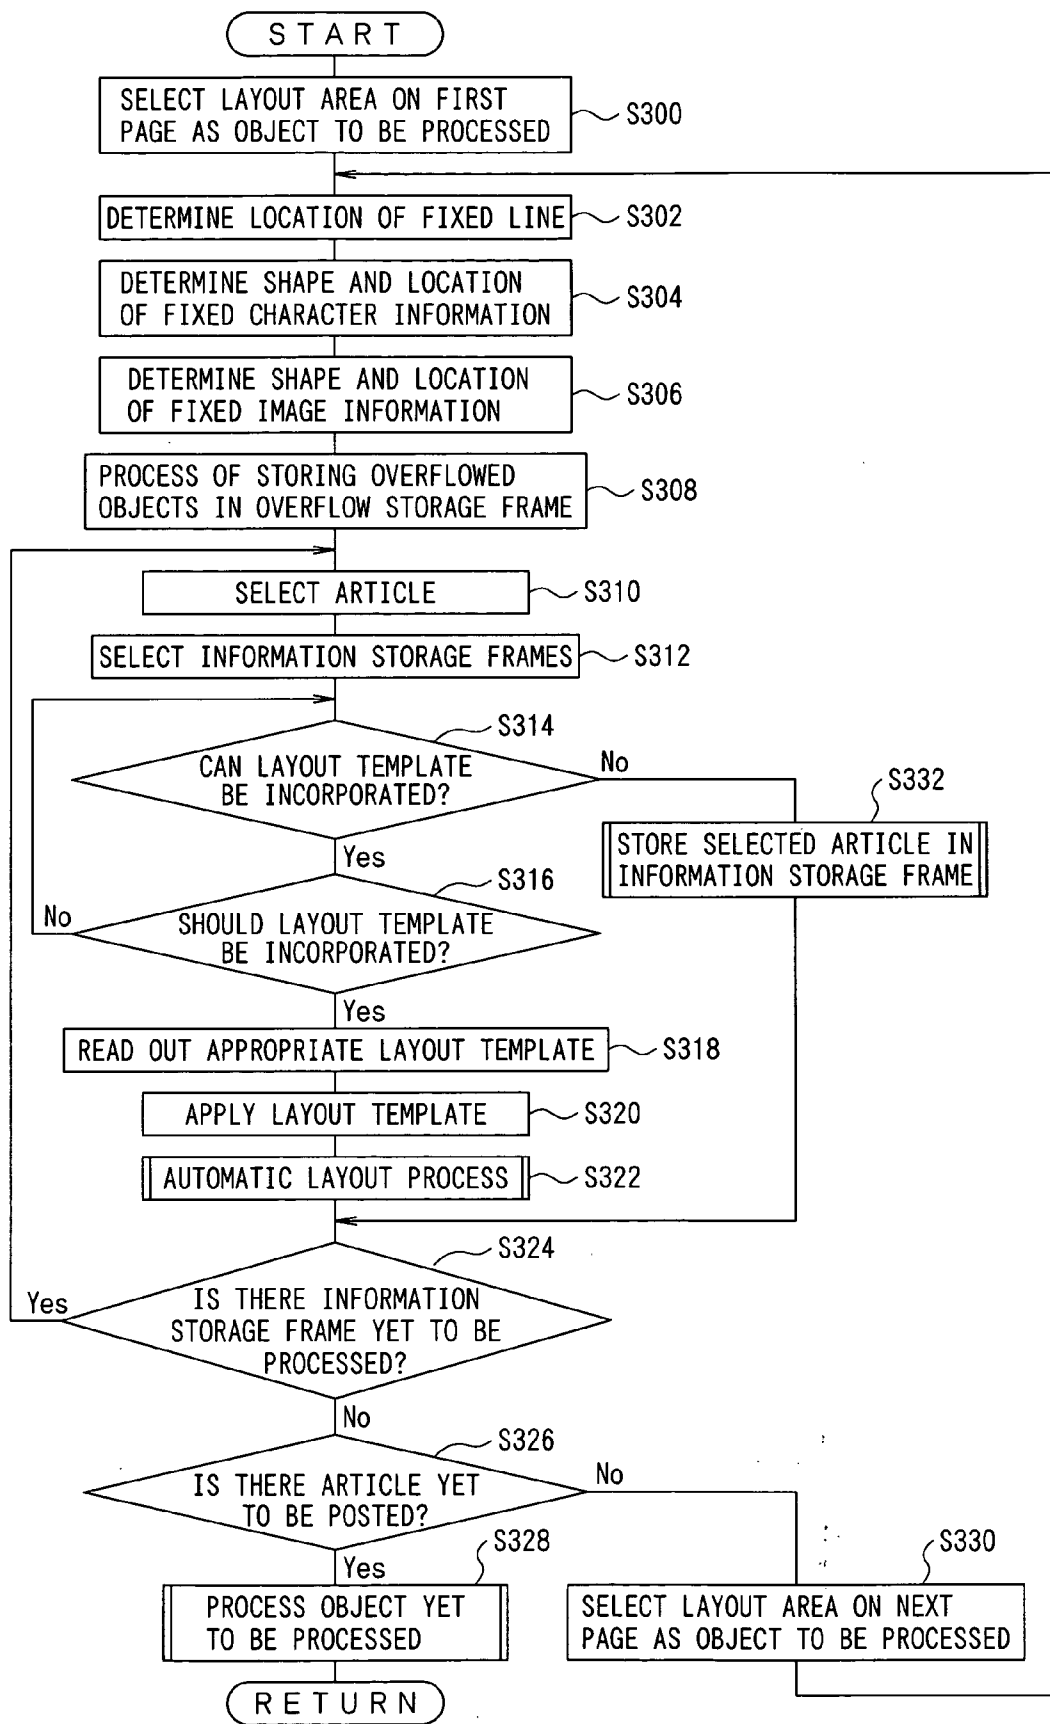 START
SELECT LAYOUT AREA ON FIRST
PAGE AS OBJECT TO BE PROCESSED
S300
DETERMINE LOCATION OF FIXED LINE
S302
DETERMINE SHAPE AND LOCATION
OF FIXED CHARACTER INFORMATION
S304
DETERMINE SHAPE AND LOCATION
OF FIXED IMAGE INFORMATION
S306
PROCESS OF STORING OVERFLOWED
OBJECTS IN OVERFLOW STORAGE FRAME
S308
SELECT ARTICLE
S310
SELECT INFORMATION STORAGE FRAMES
S312
S314
CAN LAYOUT TEMPLATE
BE INCORPORATED?
No
Yes
S332
STORE SELECTED ARTICLE IN
INFORMATION STORAGE FRAME
S316
SHOULD LAYOUT TEMPLATE
BE INCORPORATED?
No
Yes
READ OUT APPROPRIATE LAYOUT TEMPLATE
S318
APPLY LAYOUT TEMPLATE
S320
AUTOMATIC LAYOUT PROCESS
S322
S324
IS THERE INFORMATION
STORAGE FRAME YET TO BE
PROCESSED?
Yes
No
S326
IS THERE ARTICLE YET
TO BE POSTED?
No
Yes
S328
PROCESS OBJECT YET
TO BE PROCESSED
S330
SELECT LAYOUT AREA ON NEXT
PAGE AS OBJECT TO BE PROCESSED
RETURN